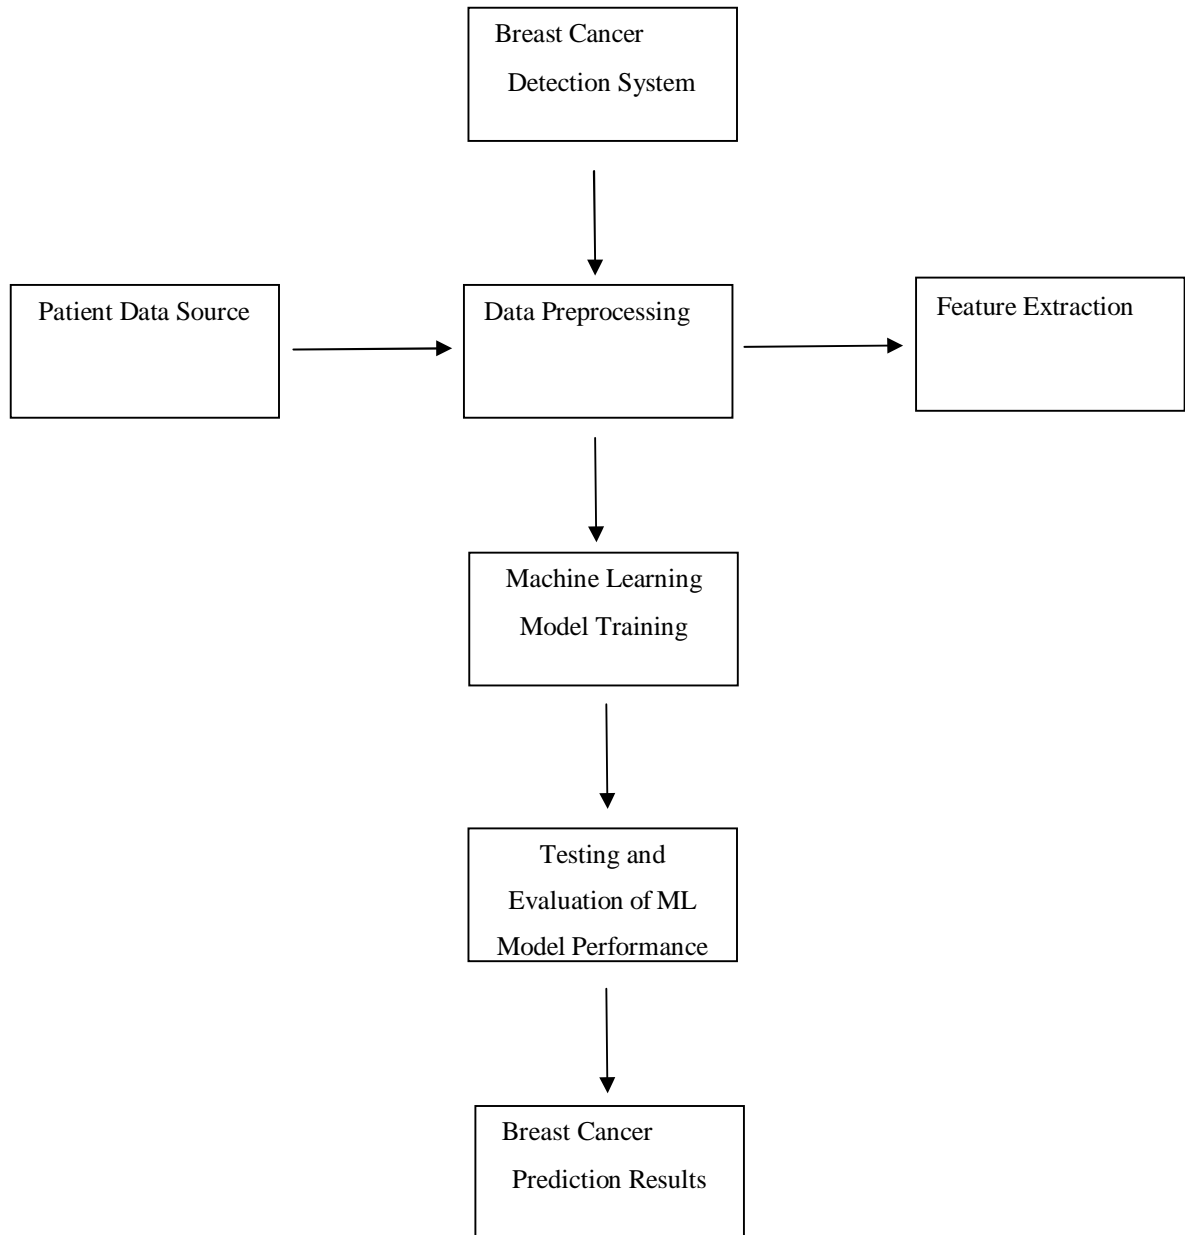 Breast Cancer
Detection System
Patient Data Source
Data Preprocessing
Feature Extraction
Machine Learning
Model Training
Testing and
Evaluation of ML
Model Performance
Breast Cancer
Prediction Results